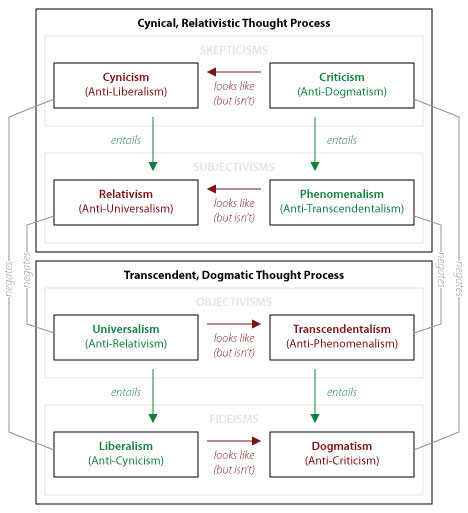 Cynical, Relativistic Thought Process
SKEPTICISMS
Cynicism
(Anti-Liberalism)
looks like
(but isn't)
Criticism
(Anti-Dogmatism)
entails
entails
SUBJECTIVISMS
Relativism
(Anti-Universalism)
looks like
(but isn't)
Phenomenalism
(Anti-Transcendentalism)
negates
negates
negates
negates
Transcendent, Dogmatic Thought Process
OBJECTIVISMS
Universalism
(Anti-Relativism)
looks like
(but isn't)
Transcendentalism
(Anti-Phenomenalism)
entails
entails
FIDEISMS
Liberalism
(Anti-Cynicism)
looks like
(but isn't)
Dogmatism
(Anti-Criticism)